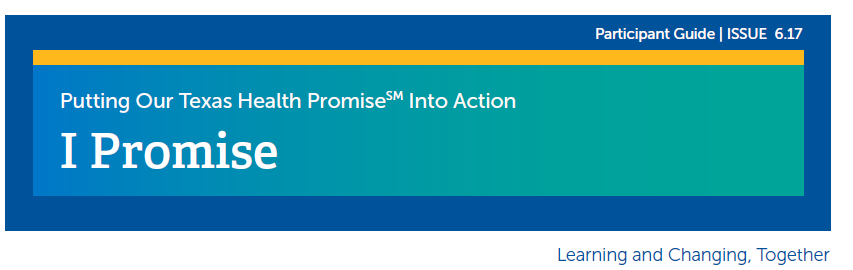 Participant Guide | ISSUE  6.17
Putting Our Texas Health Promise℠ Into Action
I Promise
Learning and Changing, Together